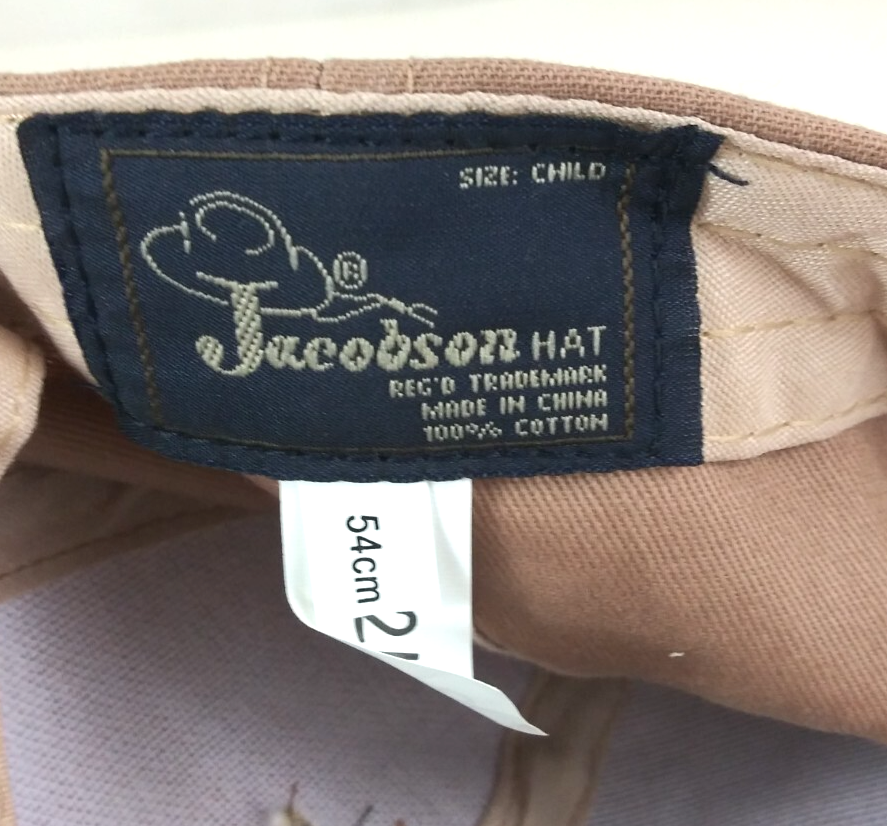 SIZE: CHILD
®
Jacobson HAT
REG'D TRADEMARK
MADE IN CHINA
100% COTTON
54cm